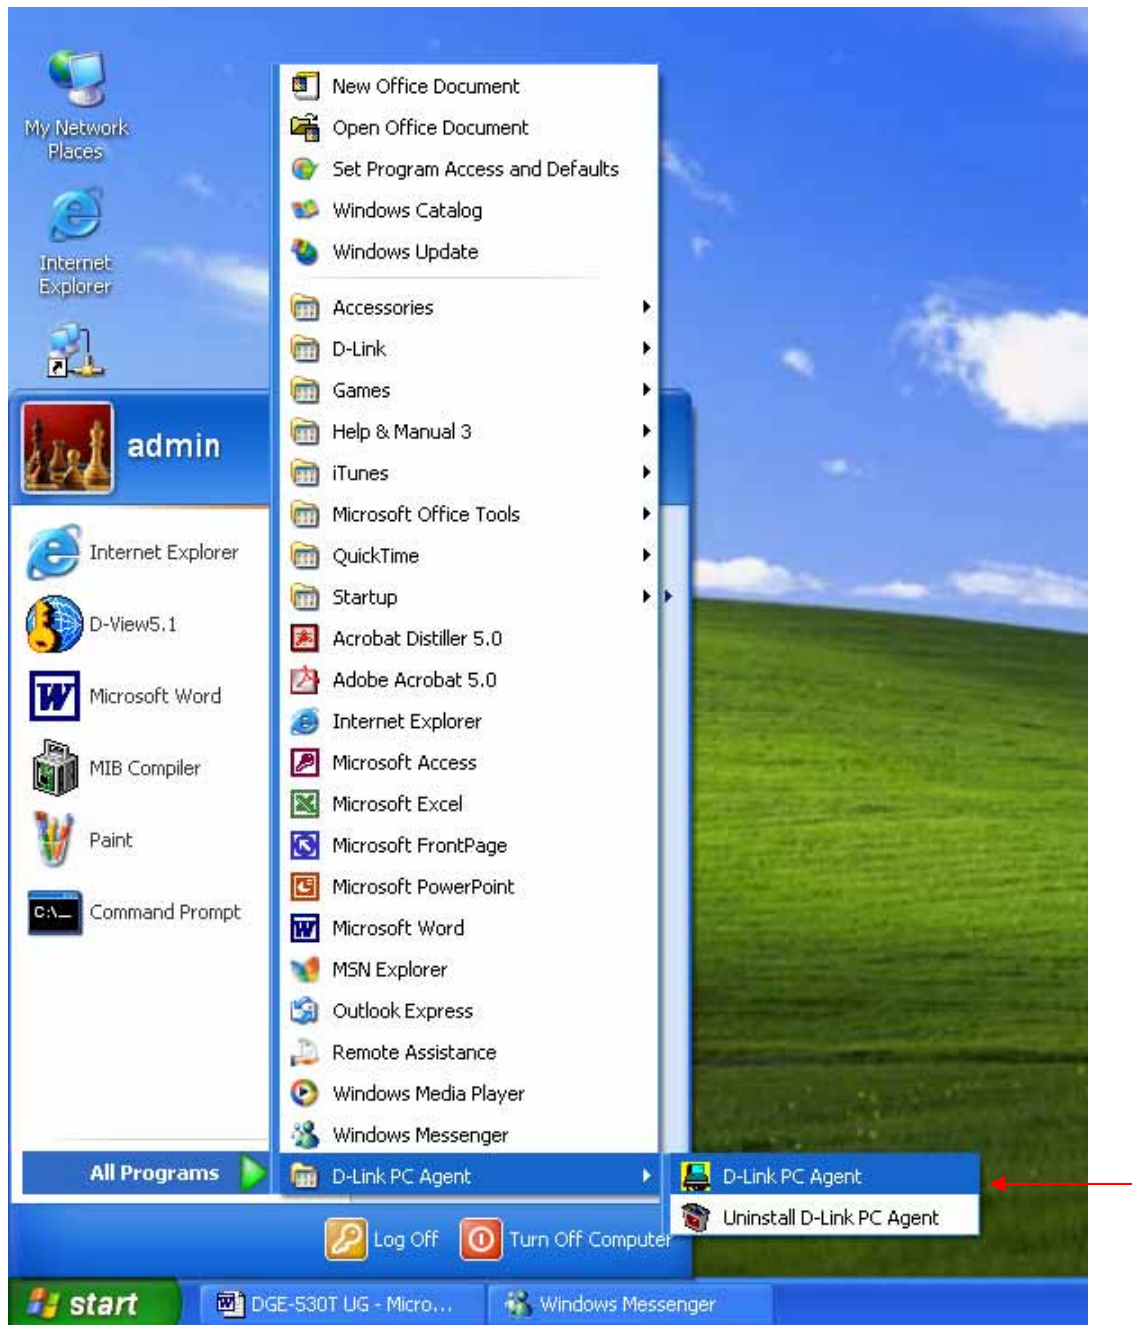 My Network
Places
Internet
Explorer
admin
Internet Explorer
D-View5.1
Microsoft Word
MIB Compiler
Paint
C:\_
Command Prompt
All Programs
New Office Document
Open Office Document
Set Program Access and Defaults
Windows Catalog
Windows Update
Accessories
D-Link
Games
Help & Manual 3
iTunes
Microsoft Office Tools
QuickTime
Startup
Acrobat Distiller 5.0
Adobe Acrobat 5.0
Internet Explorer
Microsoft Access
Microsoft Excel
Microsoft FrontPage
Microsoft PowerPoint
Microsoft Word
MSN Explorer
Outlook Express
Remote Assistance
Windows Media Player
Windows Messenger
D-Link PC Agent
D-Link PC Agent
Uninstall D-Link PC Agent
Log Off
Turn Off Computer
start
DGE-530T UG - Micro...
Windows Messenger